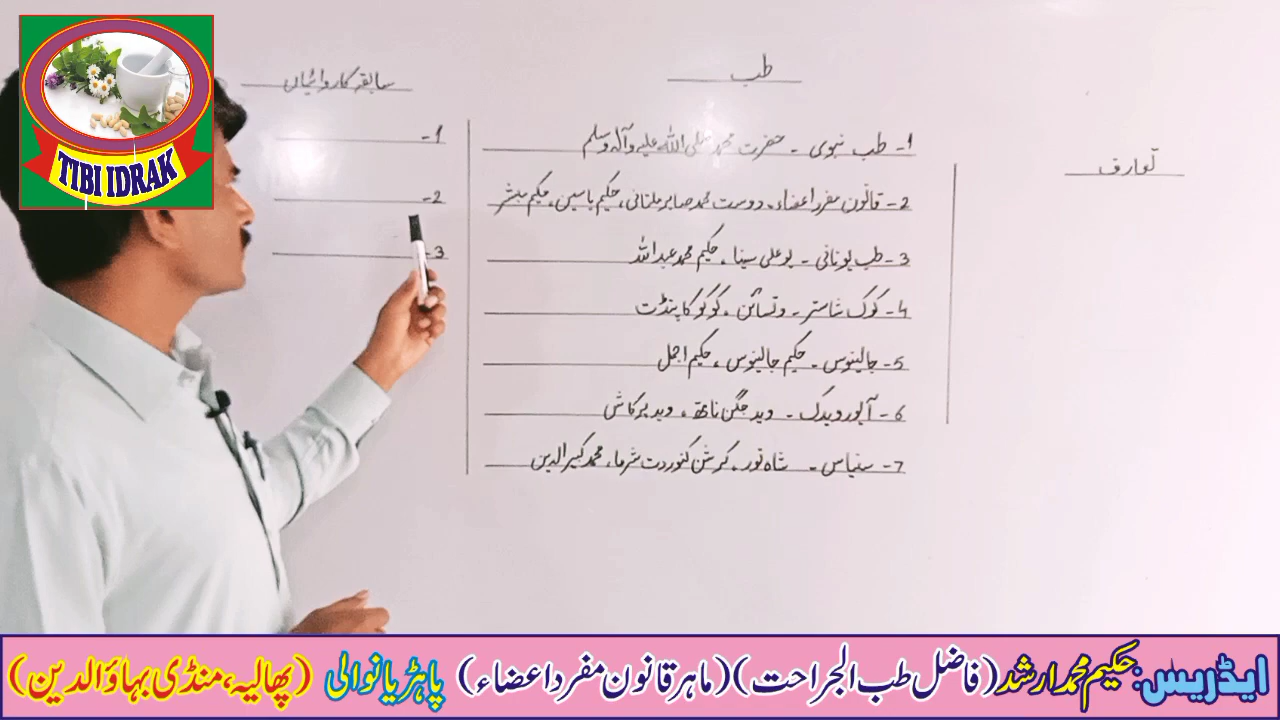 TIBI IDRAK
تعارف
طب
1- طب نبوی - حضرت محمد صلی اللہ علیہ وآلہ وسلم
2- قانون مفرد اعضاء، دوست محمد صابر ملتانی، حکیم یاسین، حکیم مبشر
3- طب یونانی - بوعلی سینا، حکیم محمد عبداللہ
4- کوک شاستر - وتسائن، کوکو کا پنڈت
5- جالینوس - حکیم جالینوس، حکیم اجمل
6- آیورویدک - وید جگن ناتھ، وید پرکاش
7- سنیاس - شاہ نور، کرشن کنور دت شرما، محمد کبیر الدین
سابقہ کاروائیاں
1-
2-
3-
ایڈریس: حکیم محمد ارشد (فاضل طب الجراحت) (ماہر قانون مفرد اعضاء) پاہڑیانوالی (پھالیہ، منڈی بہاؤالدین)